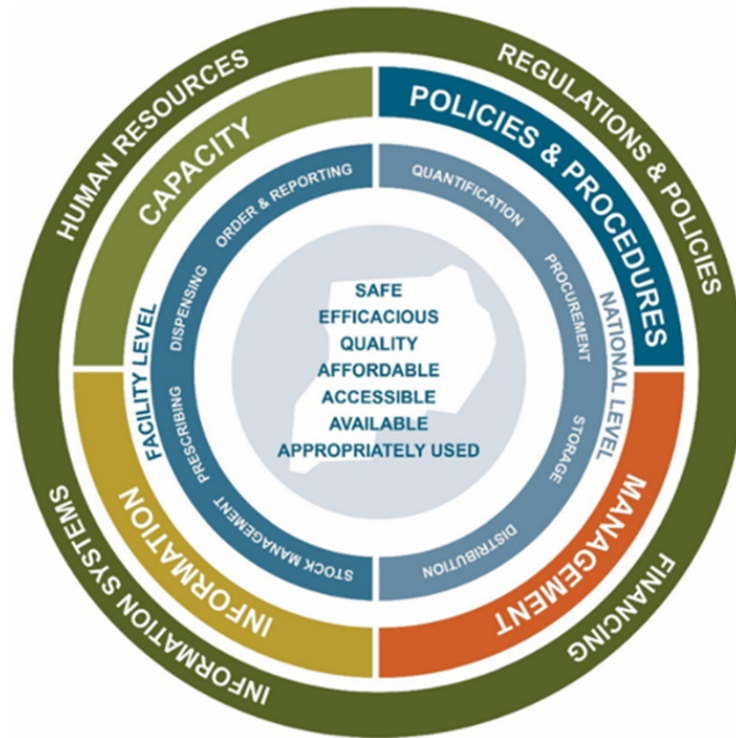 HUMAN RESOURCES
REGULATIONS & POLICIES
CAPACITY
POLICIES & PROCEDURES
ORDER & REPORTING
QUANTIFICATION
DISPENSING
PROCUREMENT
FACILITY LEVEL
NATIONAL LEVEL
SAFE
EFFICACIOUS
QUALITY
AFFORDABLE
ACCESSIBLE
AVAILABLE
APPROPRIATELY USED
PRESCRIBING
STORAGE
STOCK MANAGEMENT
DISTRIBUTION
INFORMATION
MANAGEMENT
INFORMATION SYSTEMS
FINANCING